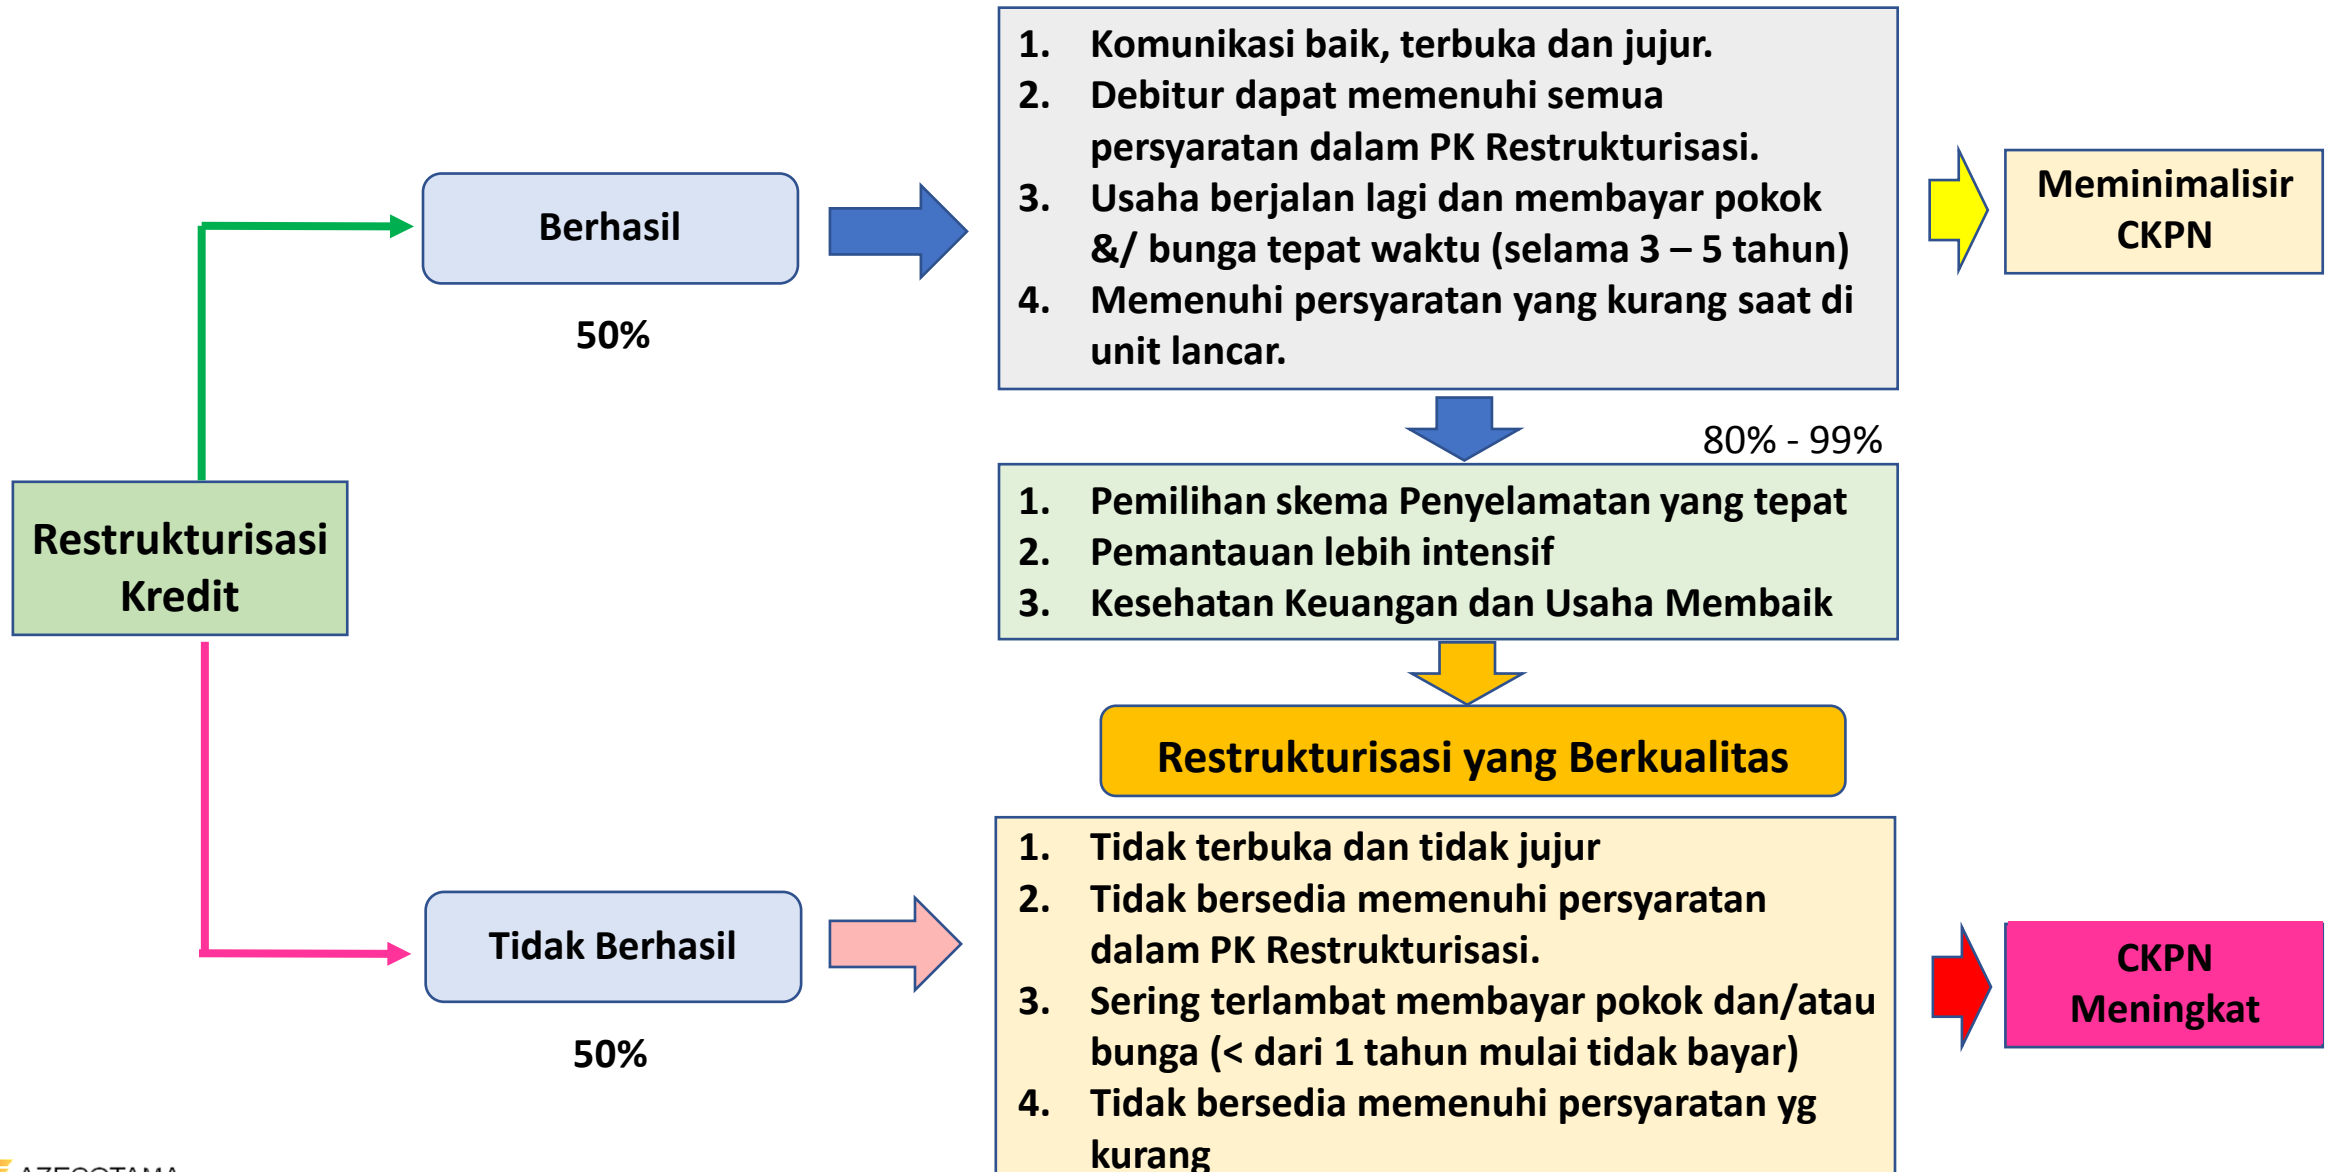 Restrukturisasi
Kredit
Berhasil
50%
1. Komunikasi baik, terbuka dan jujur.
2. Debitur dapat memenuhi semua
persyaratan dalam PK Restrukturisasi.
3. Usaha berjalan lagi dan membayar pokok
&/ bunga tepat waktu (selama 3 – 5 tahun)
4. Memenuhi persyaratan yang kurang saat di
unit lancar.
Meminimalisir
CKPN
80% - 99%
1. Pemilihan skema Penyelamatan yang tepat
2. Pemantauan lebih intensif
3. Kesehatan Keuangan dan Usaha Membaik
Restrukturisasi yang Berkualitas
Tidak Berhasil
50%
1. Tidak terbuka dan tidak jujur
2. Tidak bersedia memenuhi persyaratan
dalam PK Restrukturisasi.
3. Sering terlambat membayar pokok dan/atau
bunga (< dari 1 tahun mulai tidak bayar)
4. Tidak bersedia memenuhi persyaratan yg
kurang
CKPN
Meningkat